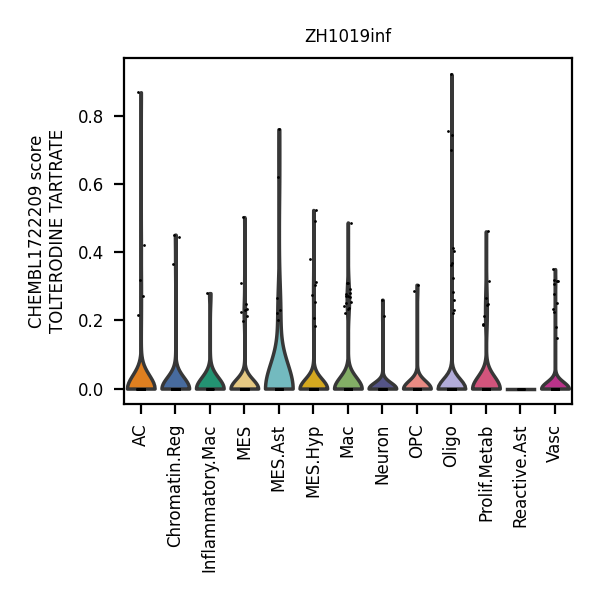 ZH1019inf
CHEMBL1722209 score
TOLTERODINE TARTRATE
0.8
0.6
0.4
0.2
0.0
AC
Chromatin.Reg
Inflammatory.Mac
MES
MES.Ast
MES.Hyp
Mac
Neuron
OPC
Oligo
Prolif.Metab
Reactive.Ast
Vasc